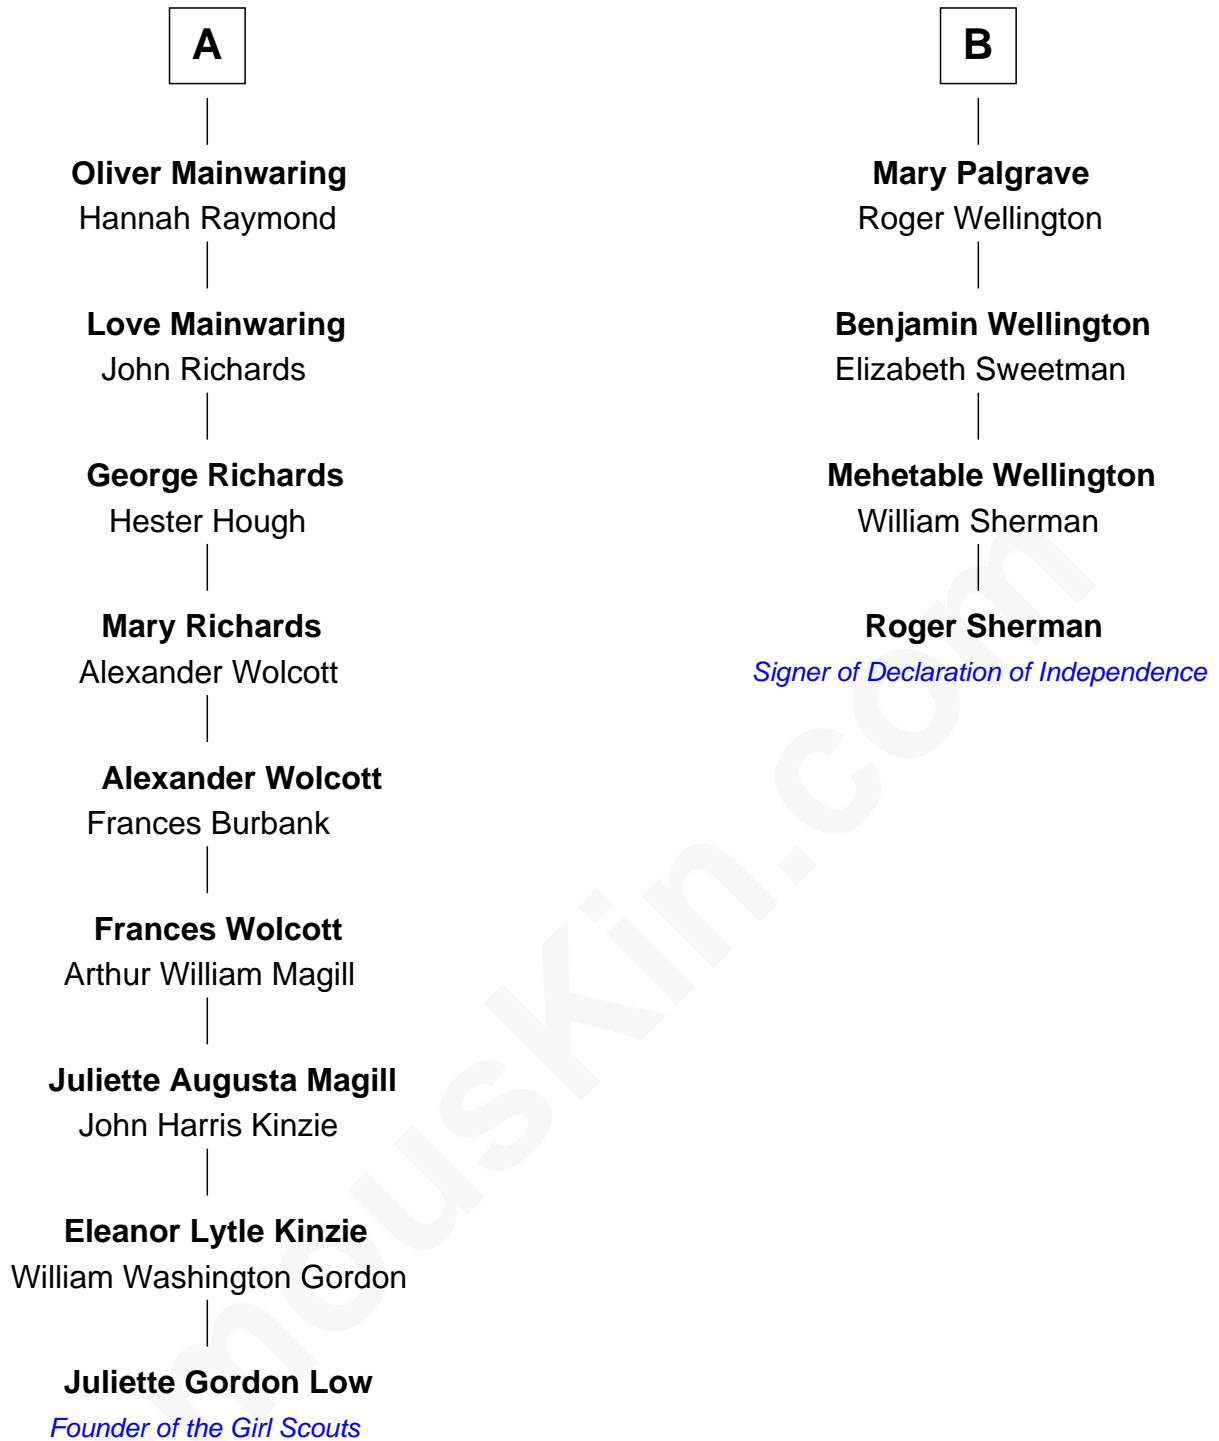 A
Oliver Mainwaring
Hannah Raymond
Love Mainwaring
John Richards
George Richards
Hester Hough
Mary Richards
Alexander Wolcott
Alexander Wolcott
Frances Burbank
Frances Wolcott
Arthur William Magill
Juliette Augusta Magill
John Harris Kinzie
Eleanor Lytle Kinzie
William Washington Gordon
Juliette Gordon Low
Founder of the Girl Scouts
B
Mary Palgrave
Roger Wellington
Benjamin Wellington
Elizabeth Sweetman
Mehetable Wellington
William Sherman
Roger Sherman
Signer of Declaration of Independence
mousKin.com